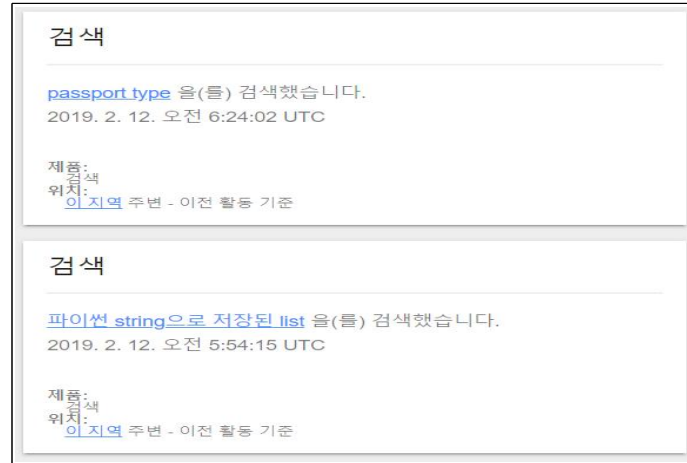 검색
passport type 을(를) 검색했습니다.
2019. 2. 12. 오전 6:24:02 UTC
제품:
검색
위치:
이 지역 주변 - 이전 활동 기준
검색
파이썬 string으로 저장된 list 을(를) 검색했습니다.
2019. 2. 12. 오전 5:54:15 UTC
제품:
검색
위치:
이 지역 주변 - 이전 활동 기준